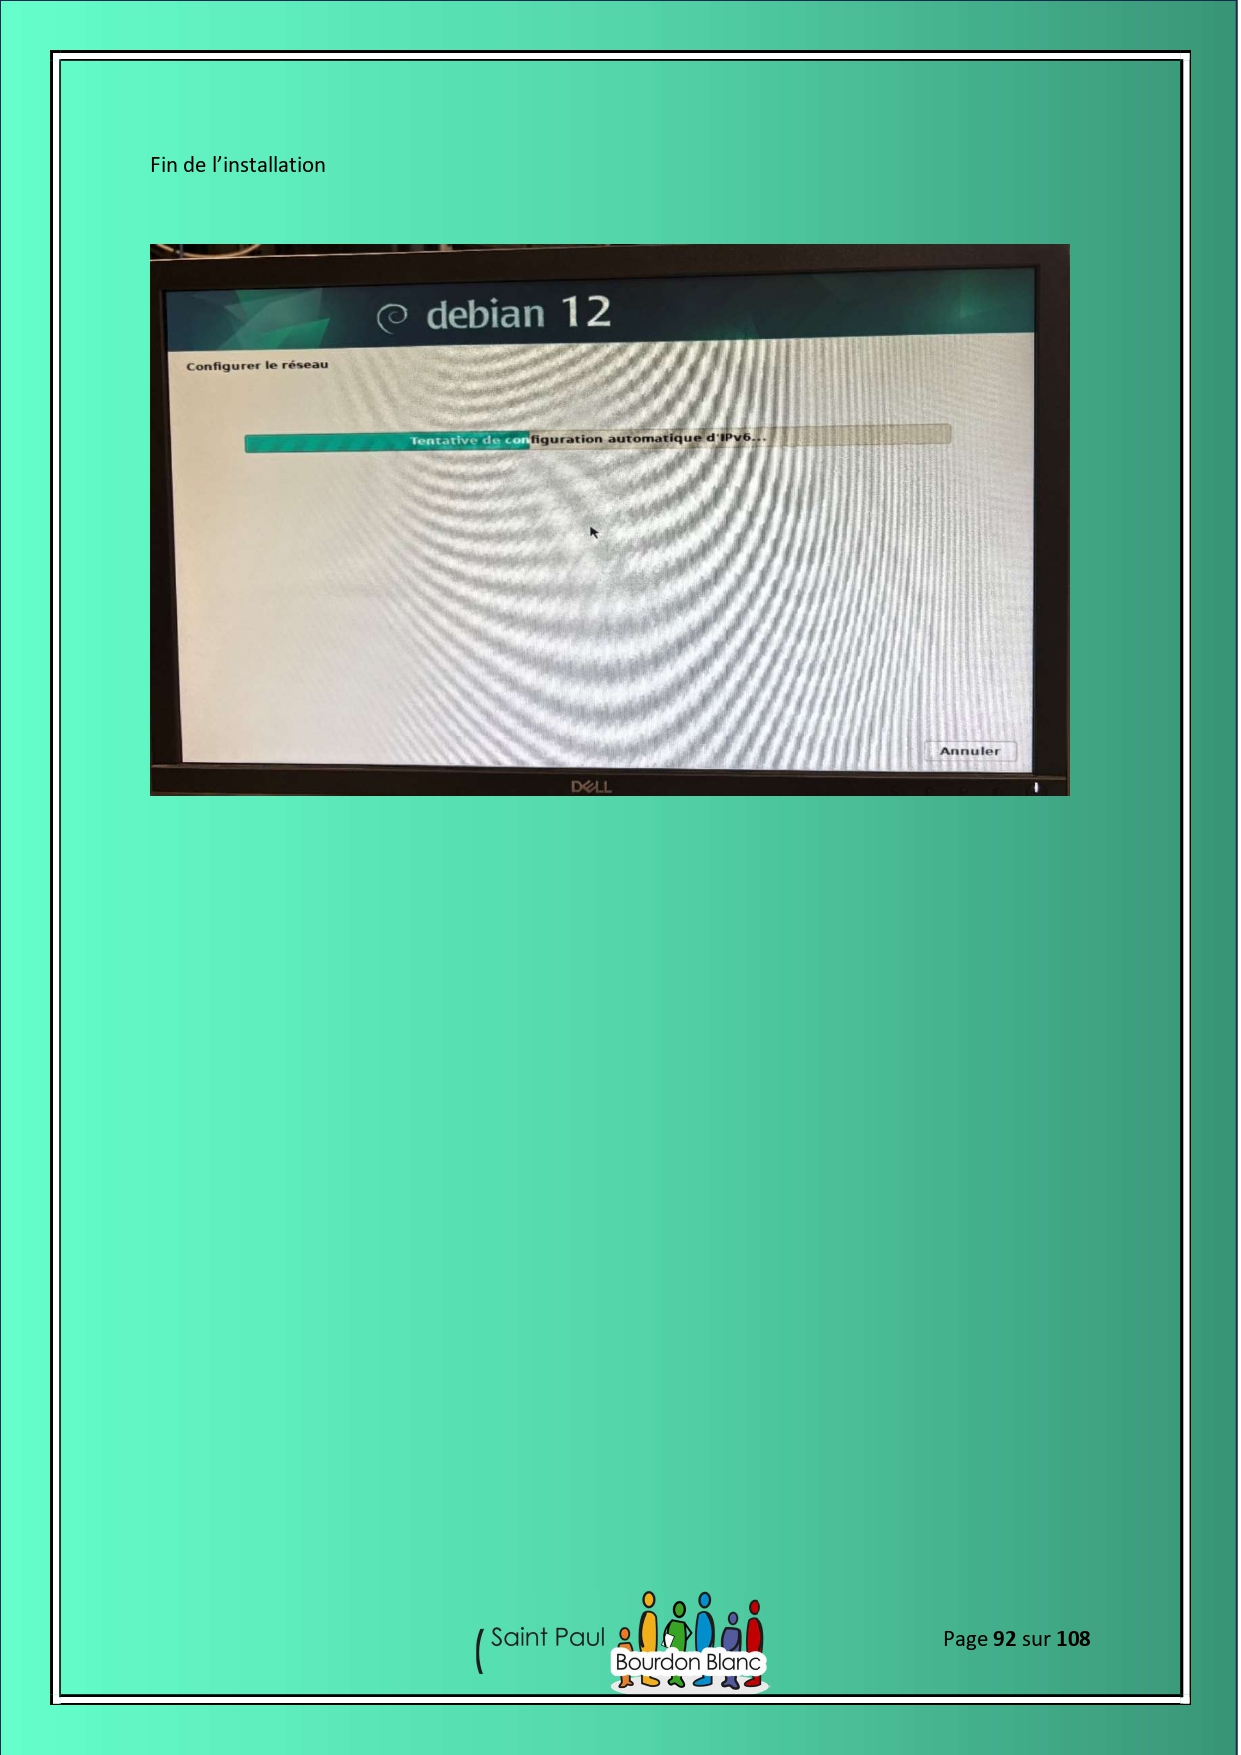 Fin de l’installation
debian 12
Configurer le réseau
Tentative de configuration automatique d'IPv6...
Annuler
DELL
Saint Paul
Bourdon Blanc
Page 92 sur 108